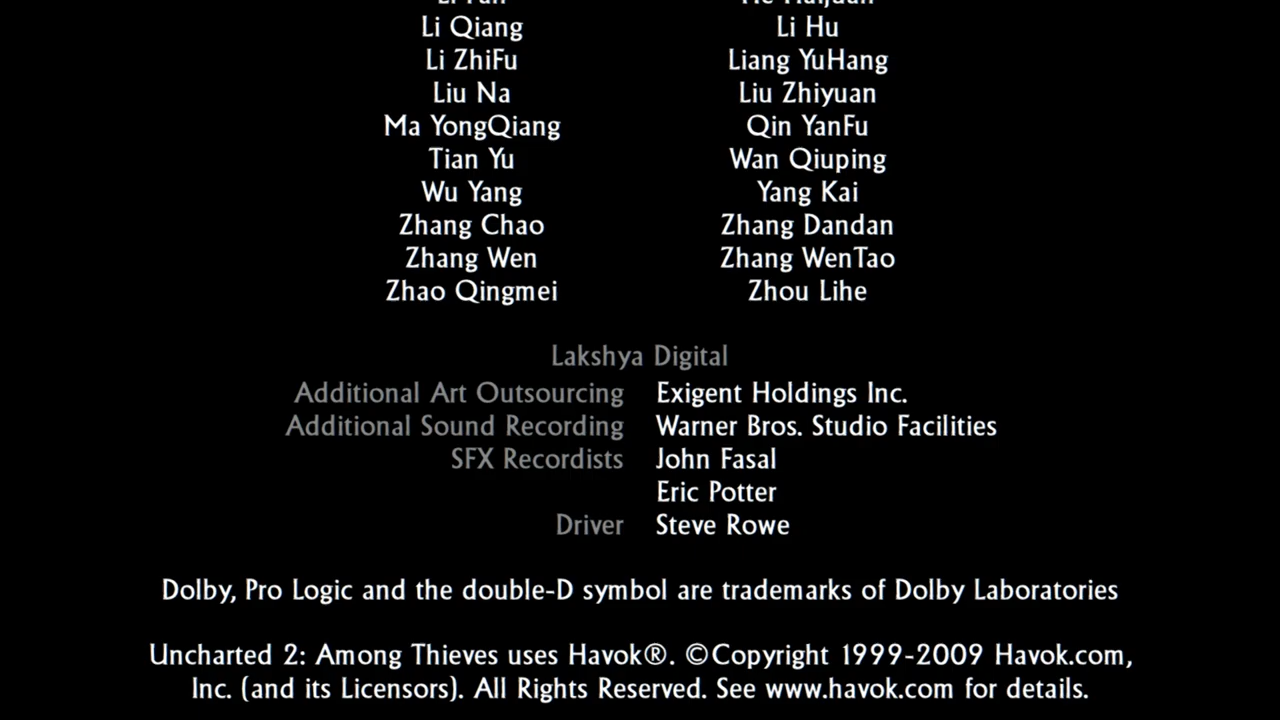 Li Qiang Li Hu
Li ZhiFu Liang YuHang
Liu Na Liu Zhiyuan
Ma YongQiang Qin YanFu
Tian Yu Wan Qiuping
Wu Yang Yang Kai
Zhang Chao Zhang Dandan
Zhang Wen Zhang WenTao
Zhao Qingmei Zhou Lihe
Lakshya Digital
Additional Art Outsourcing Exigent Holdings Inc.
Additional Sound Recording Warner Bros. Studio Facilities
SFX Recordists John Fasal
Eric Potter
Driver Steve Rowe
Dolby, Pro Logic and the double-D symbol are trademarks of Dolby Laboratories
Uncharted 2: Among Thieves uses Havok®. ©Copyright 1999-2009 Havok.com,
Inc. (and its Licensors). All Rights Reserved. See www.havok.com for details.